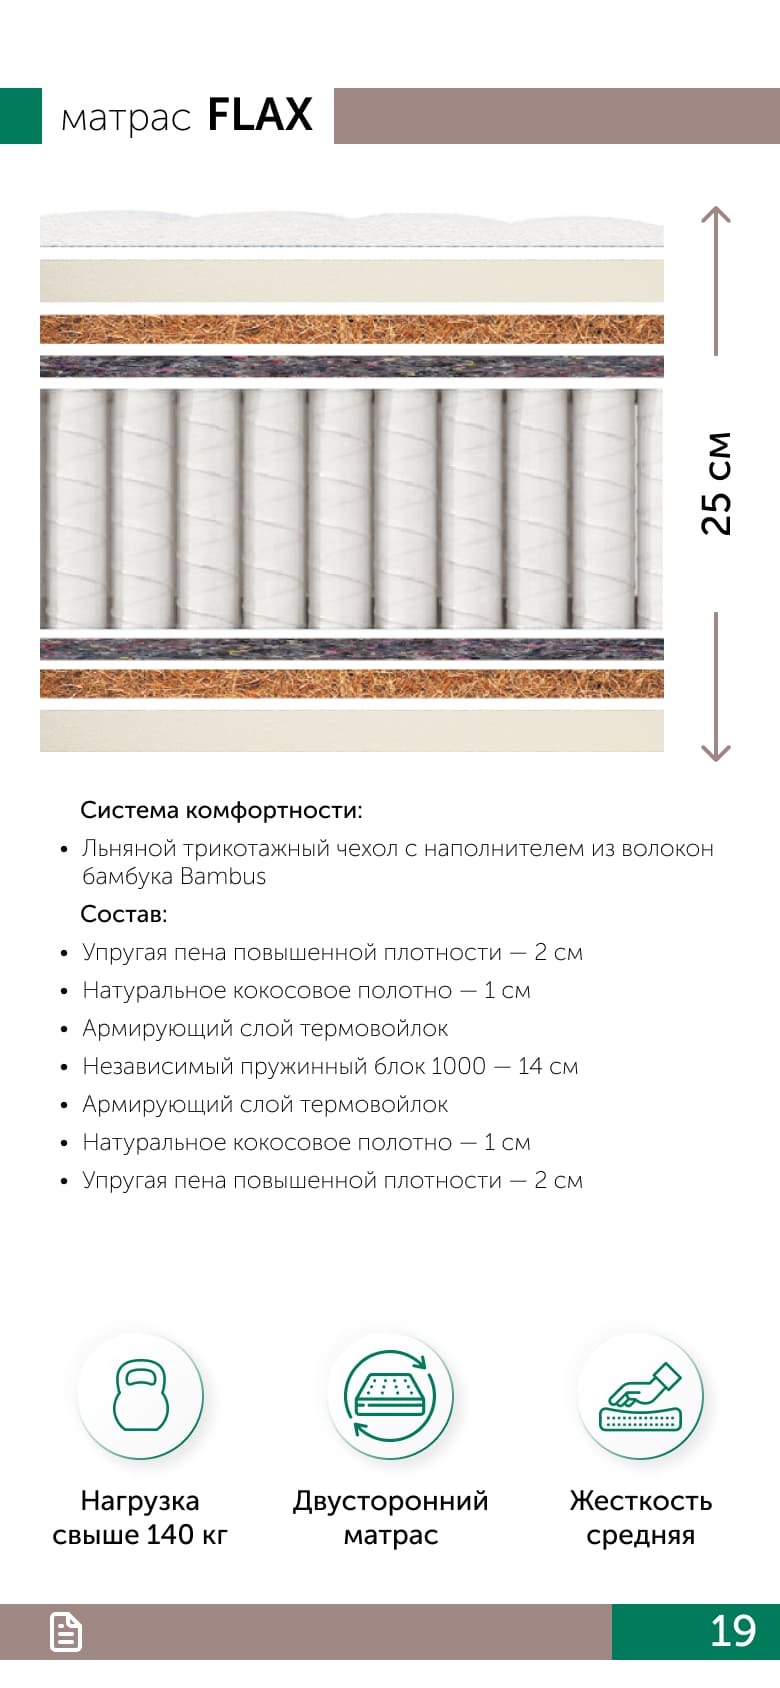 матрас FLAX
25 см
Система комфортности:
• Льняной трикотажный чехол с наполнителем из волокон
бамбука Bambus
Состав:
• Упругая пена повышенной плотности — 2 см
• Натуральное кокосовое полотно — 1 см
• Армирующий слой термовойлок
• Независимый пружинный блок 1000 — 14 см
• Армирующий слой термовойлок
• Натуральное кокосовое полотно — 1 см
• Упругая пена повышенной плотности — 2 см
Нагрузка
свыше 140 кг
Двусторонний
матрас
Жесткость
средняя
19